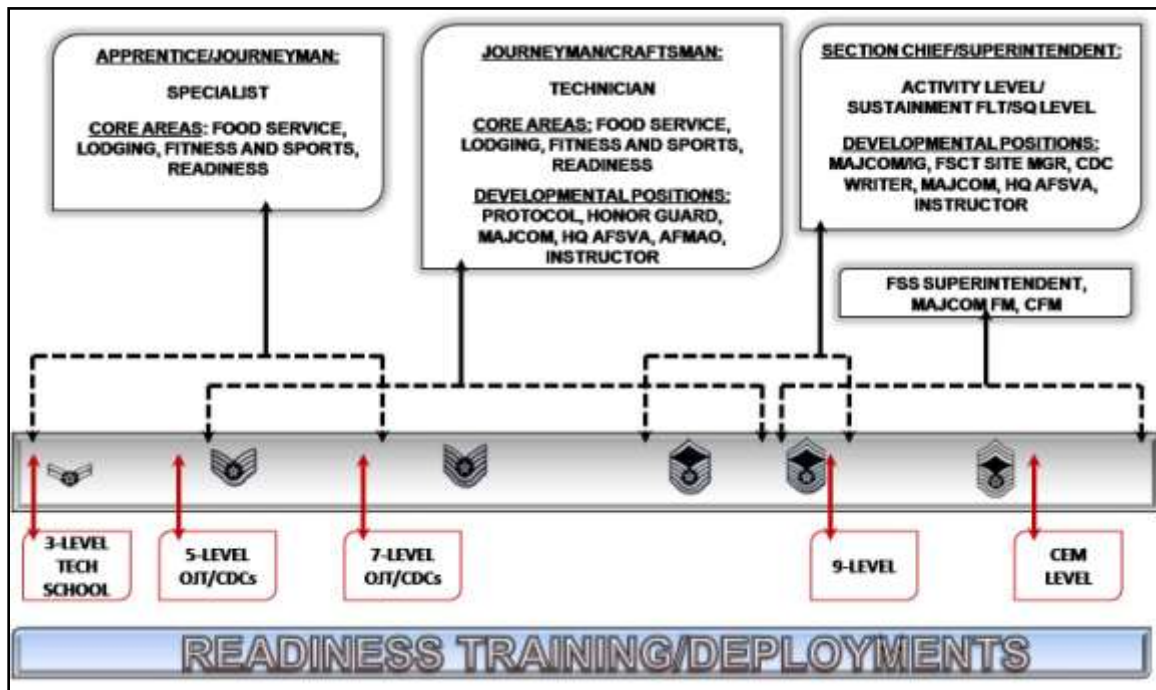 APPRENTICE/JOURNEYMAN:
SPECIALIST
CORE AREAS: FOOD SERVICE,
LODGING, FITNESS AND SPORTS,
READINESS
JOURNEYMAN/CRAFTSMAN:
TECHNICIAN
CORE AREAS: FOOD SERVICE,
LODGING, FITNESS AND SPORTS,
READINESS
DEVELOPMENTAL POSITIONS:
PROTOCOL, HONOR GUARD,
MAJCOM, HQ AFSVA, AFMAO,
INSTRUCTOR
SECTION CHIEF/SUPERINTENDENT:
ACTIVITY LEVEL/
SUSTAINMENT FLT/SQ LEVEL
DEVELOPMENTAL POSITIONS:
MAJCOM/IG, FSCT SITE MGR, CDC
WRITER, MAJCOM, HQ AFSVA,
INSTRUCTOR
FSS SUPERINTENDENT,
MAJCOM FM, CFM
3-LEVEL
TECH
SCHOOL
5-LEVEL
OJT/CDCs
7-LEVEL
OJT/CDCs
9-LEVEL
CEM
LEVEL
READINESS TRAINING/DEPLOYMENTS